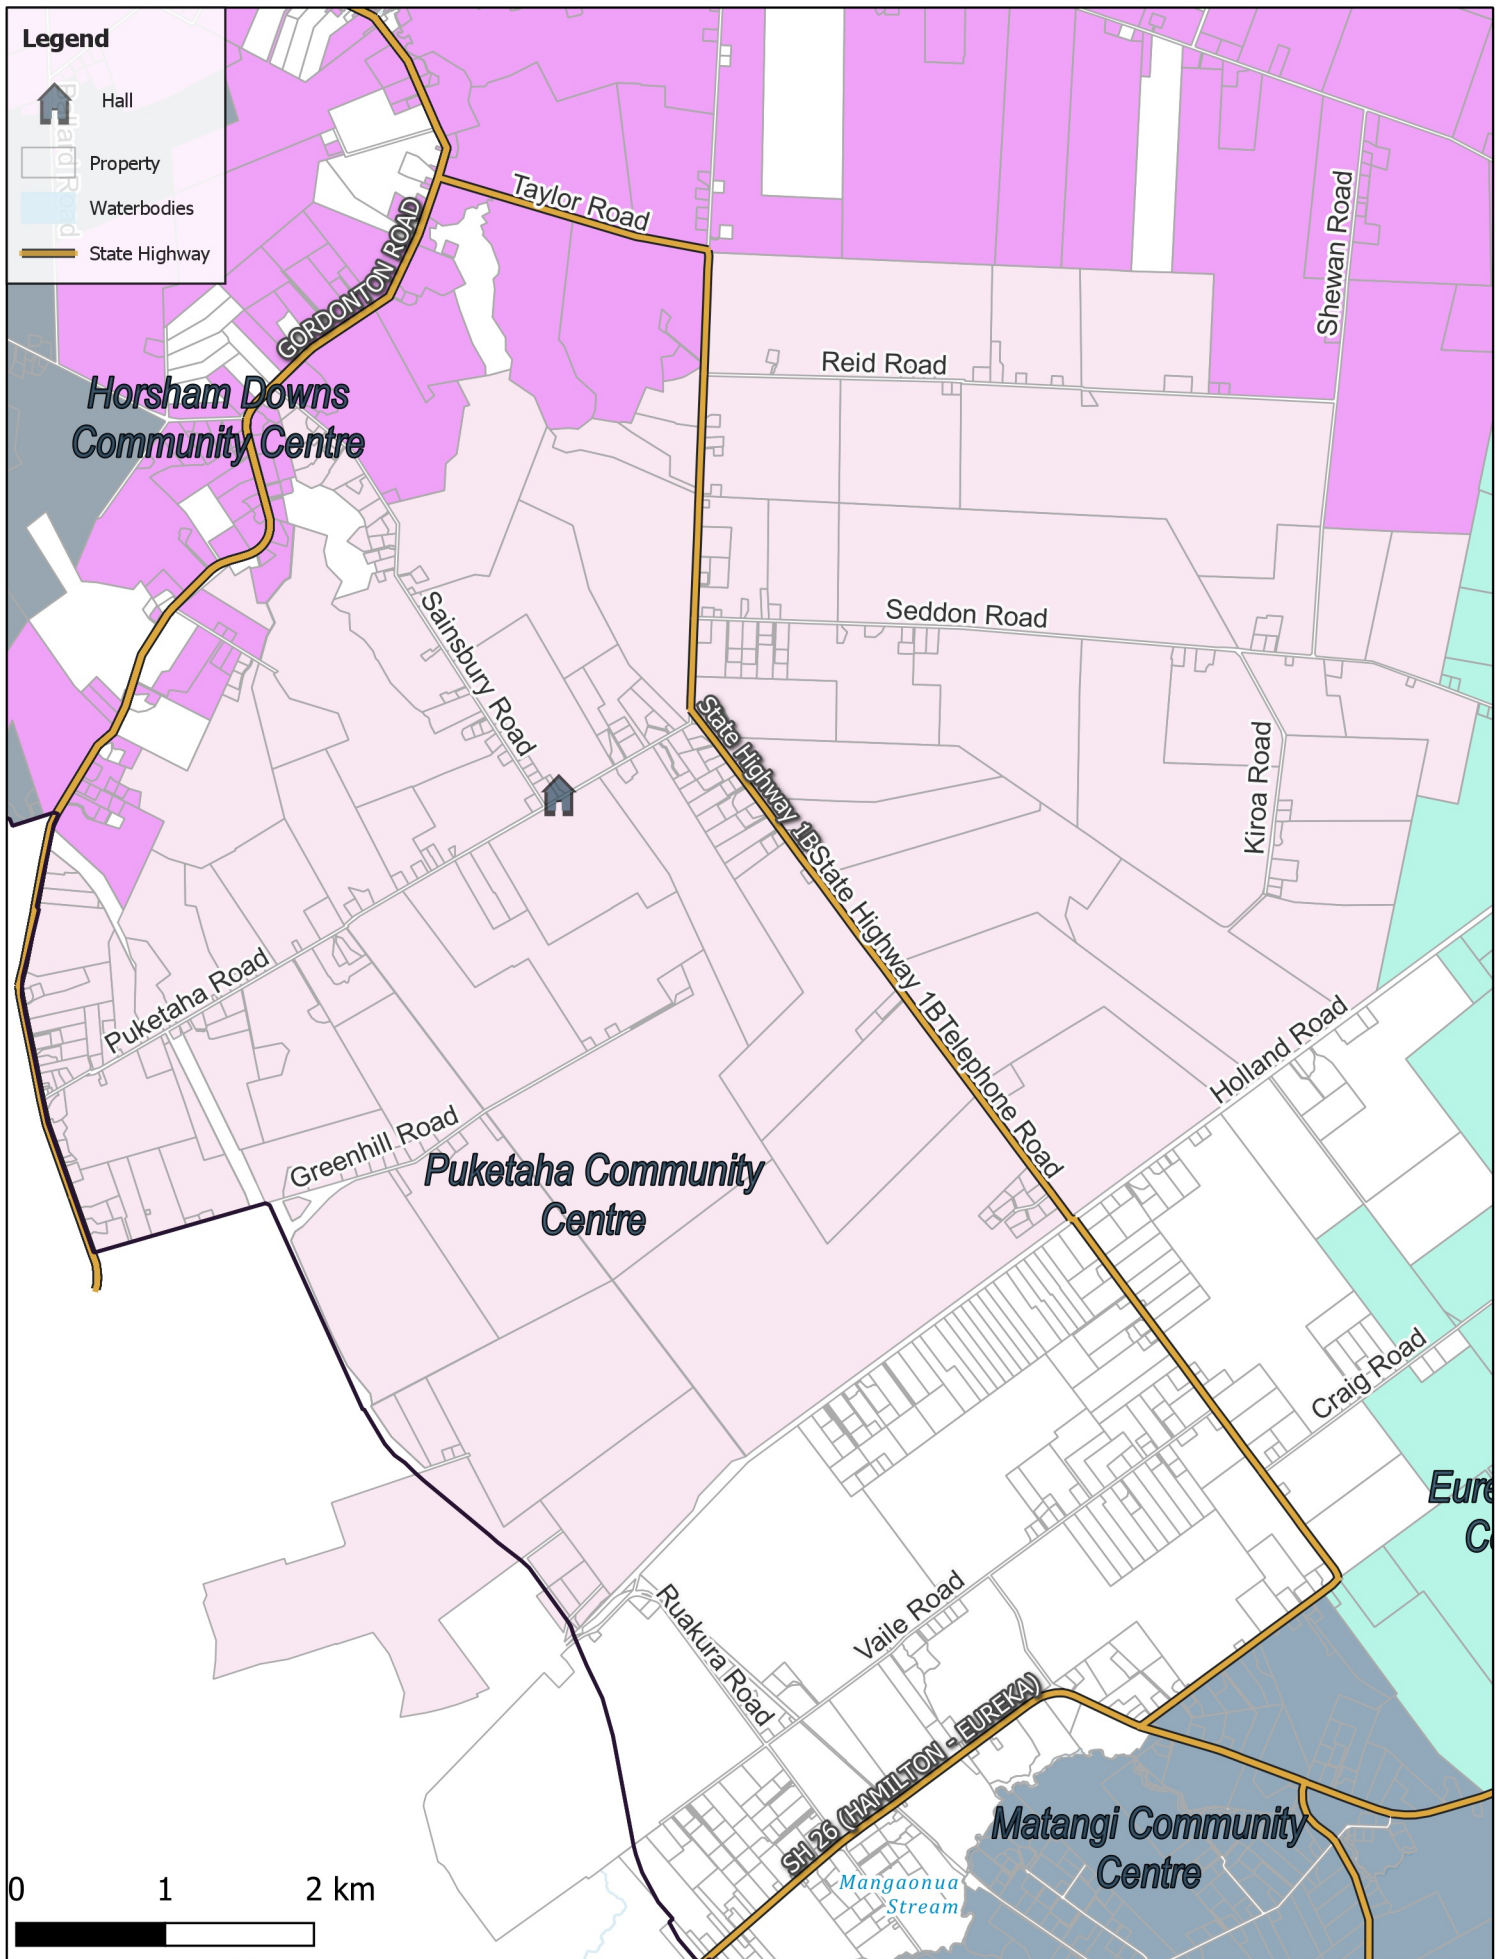 Legend
Hall
Property
Waterbodies
State Highway
Taylor Road
GORDONTON ROAD
Shewan Road
Reid Road
Horsham Downs
Community Centre
Seddon Road
Sainsbury Road
State Highway 1B
State Highway 1B
Telephone Road
Kiroa Road
Puketaha Road
Holland Road
Greenhill Road
Puketaha Community
Centre
Craig Road
Eure
C
Ruakura Road
Vaile Road
SH 26 (HAMILTON - EUREKA)
Matangi Community
Centre
Mangaonua
Stream
0 1 2 km